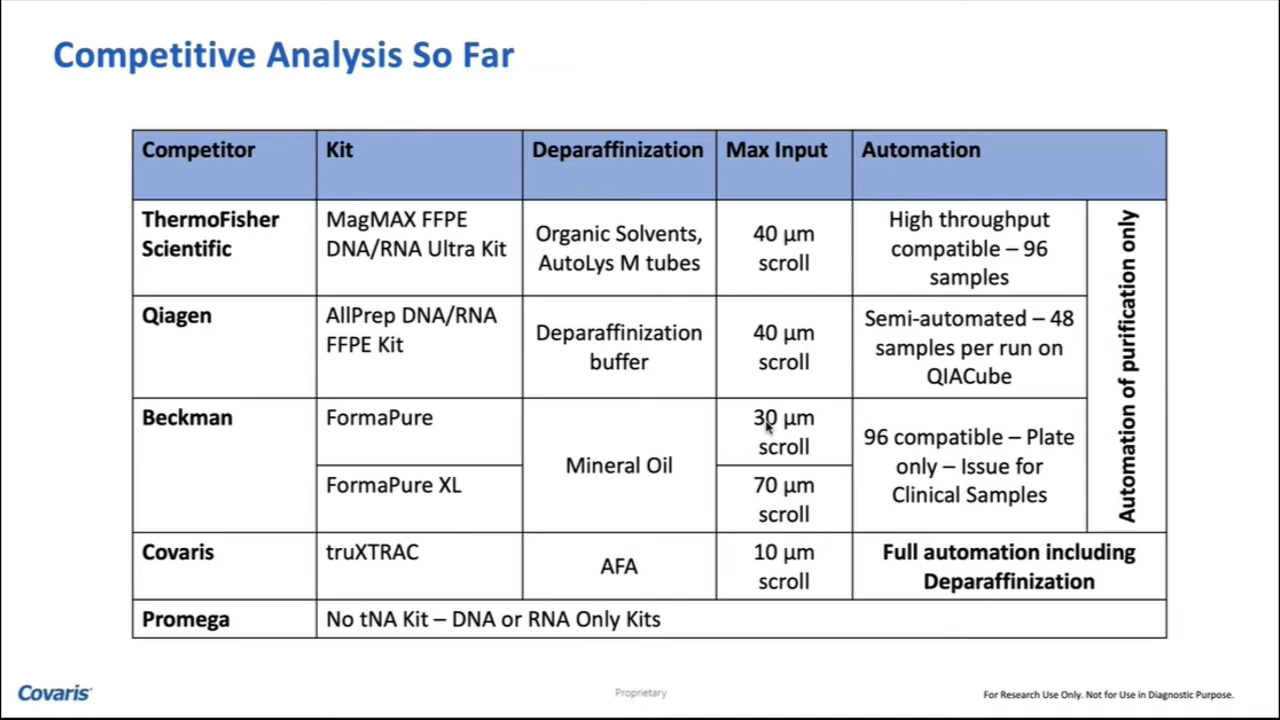 Competitive Analysis So Far
Competitor
Kit
Deparaffinization
Max Input
Automation
ThermoFisher
Scientific
MagMAX FFPE
DNA/RNA Ultra Kit
Organic Solvents,
AutoLys M tubes
40 µm
scroll
High throughput
compatible – 96
samples
Automation of purification only
Qiagen
AllPrep DNA/RNA
FFPE Kit
Deparaffinization
buffer
40 µm
scroll
Semi-automated – 48
samples per run on
QIACube
Beckman
FormaPure
Mineral Oil
30 µm
scroll
96 compatible – Plate
only – Issue for
Clinical Samples
FormaPure XL
70 µm
scroll
Covaris
truXTRAC
AFA
10 µm
scroll
Full automation including
Deparaffinization
Promega
No tNA Kit – DNA or RNA Only Kits
Covaris
Proprietary
For Research Use Only. Not for Use in Diagnostic Purpose.